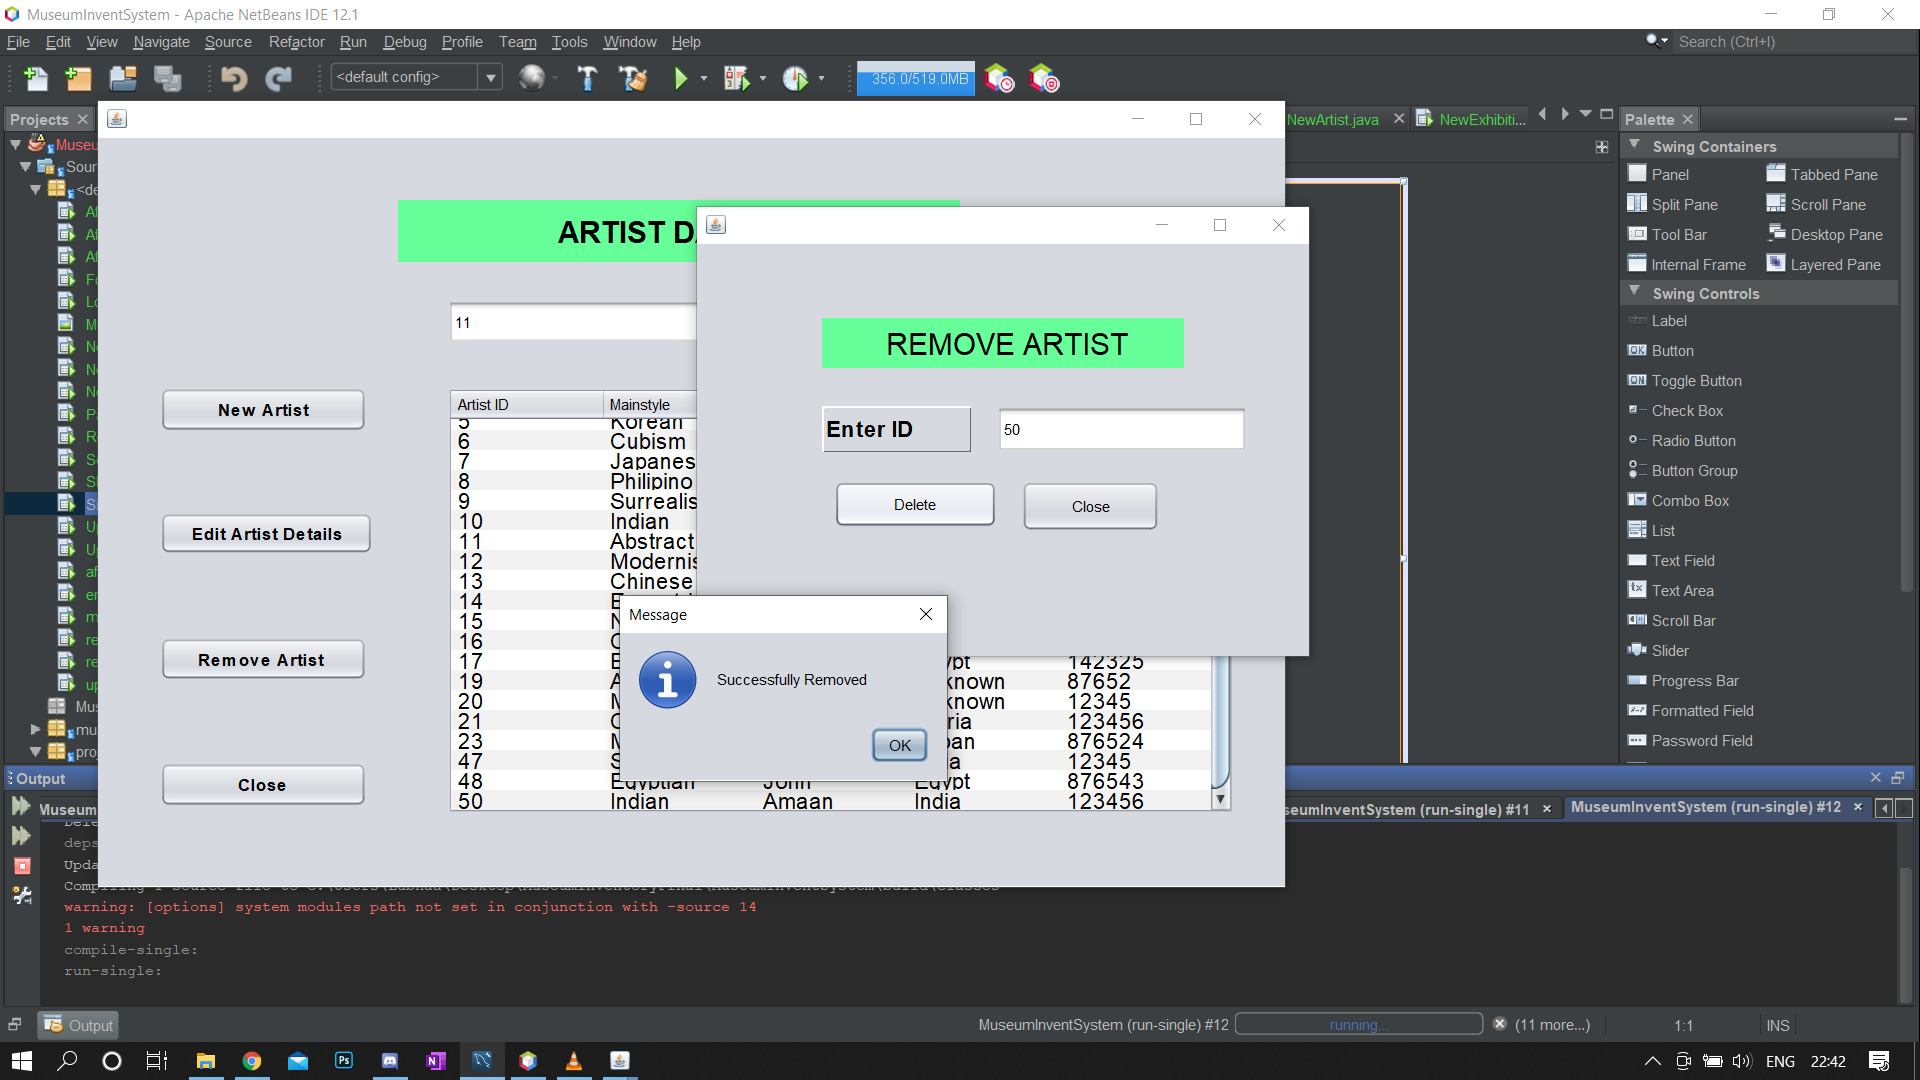 MuseumInventSystem - Apache NetBeans IDE 12.1
File Edit View Navigate Source Refactor Run Debug Profile Team Tools Window Help
Search (Ctrl+I)
<default config>
356.0/519.0MB
Projects
NewArtist.java
NewExhibiti...
Palette
Museu
Sour
<de
Swing Containers
Panel
Tabbed Pane
Split Pane
Scroll Pane
Tool Bar
Desktop Pane
Internal Frame
Layered Pane
Swing Controls
Label
Button
Toggle Button
Check Box
Radio Button
Button Group
Combo Box
List
Text Field
Text Area
Scroll Bar
Slider
Progress Bar
Formatted Field
Password Field
ARTIST DA
11
New Artist
Edit Artist Details
Remove Artist
Close
Artist ID Mainstyle
5 Korean
6 Cubism
7 Japanes
8 Philipino
9 Surrealis
10 Indian
11 Abstract
12 Modernis
13 Chinese
14
15
16
17 ypt 142325
19 known 87652
20 known 12345
21 ria 123456
23 pan 876524
47 12345
48 Egyptian John Egypt 876543
50 Indian Amaan India 123456
REMOVE ARTIST
Enter ID
50
Delete
Close
Message
Successfully Removed
OK
Output
MuseumInventSystem (run-single) #12
seumInventSystem (run-single) #11
deps
Upda
warning: [options] system modules path not set in conjunction with -source 14
1 warning
compile-single:
run-single:
Output
MuseumInventSystem (run-single) #12
running...
(11 more...)
1:1
INS
ENG
22:42